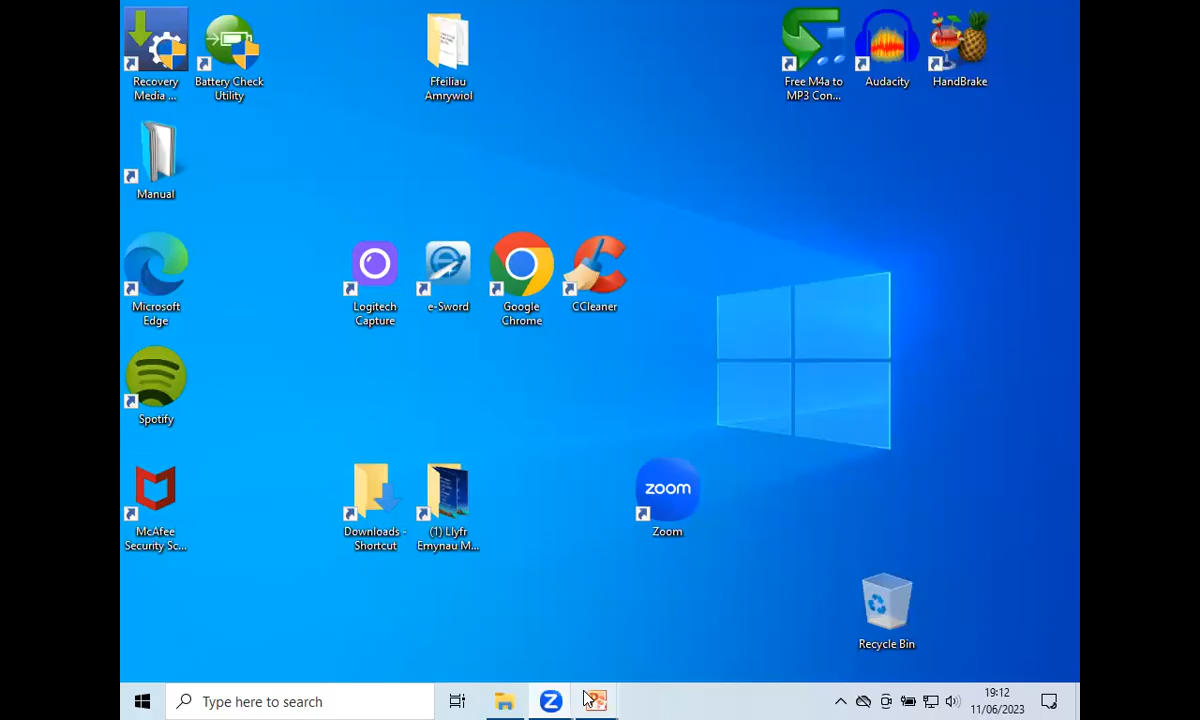 Recovery
Media ...
Battery Check
Utility
Ffeiliau
Amrywiol
Free M4a to
MP3 Con...
Audacity
HandBrake
Manual
Microsoft
Edge
Logitech
Capture
e-Sword
Google
Chrome
CCleaner
Spotify
McAfee
Security Sc...
Downloads -
Shortcut
(1) Llyfr
Emynau M...
zoom
Zoom
Recycle Bin
Type here to search
19:12
11/06/2023